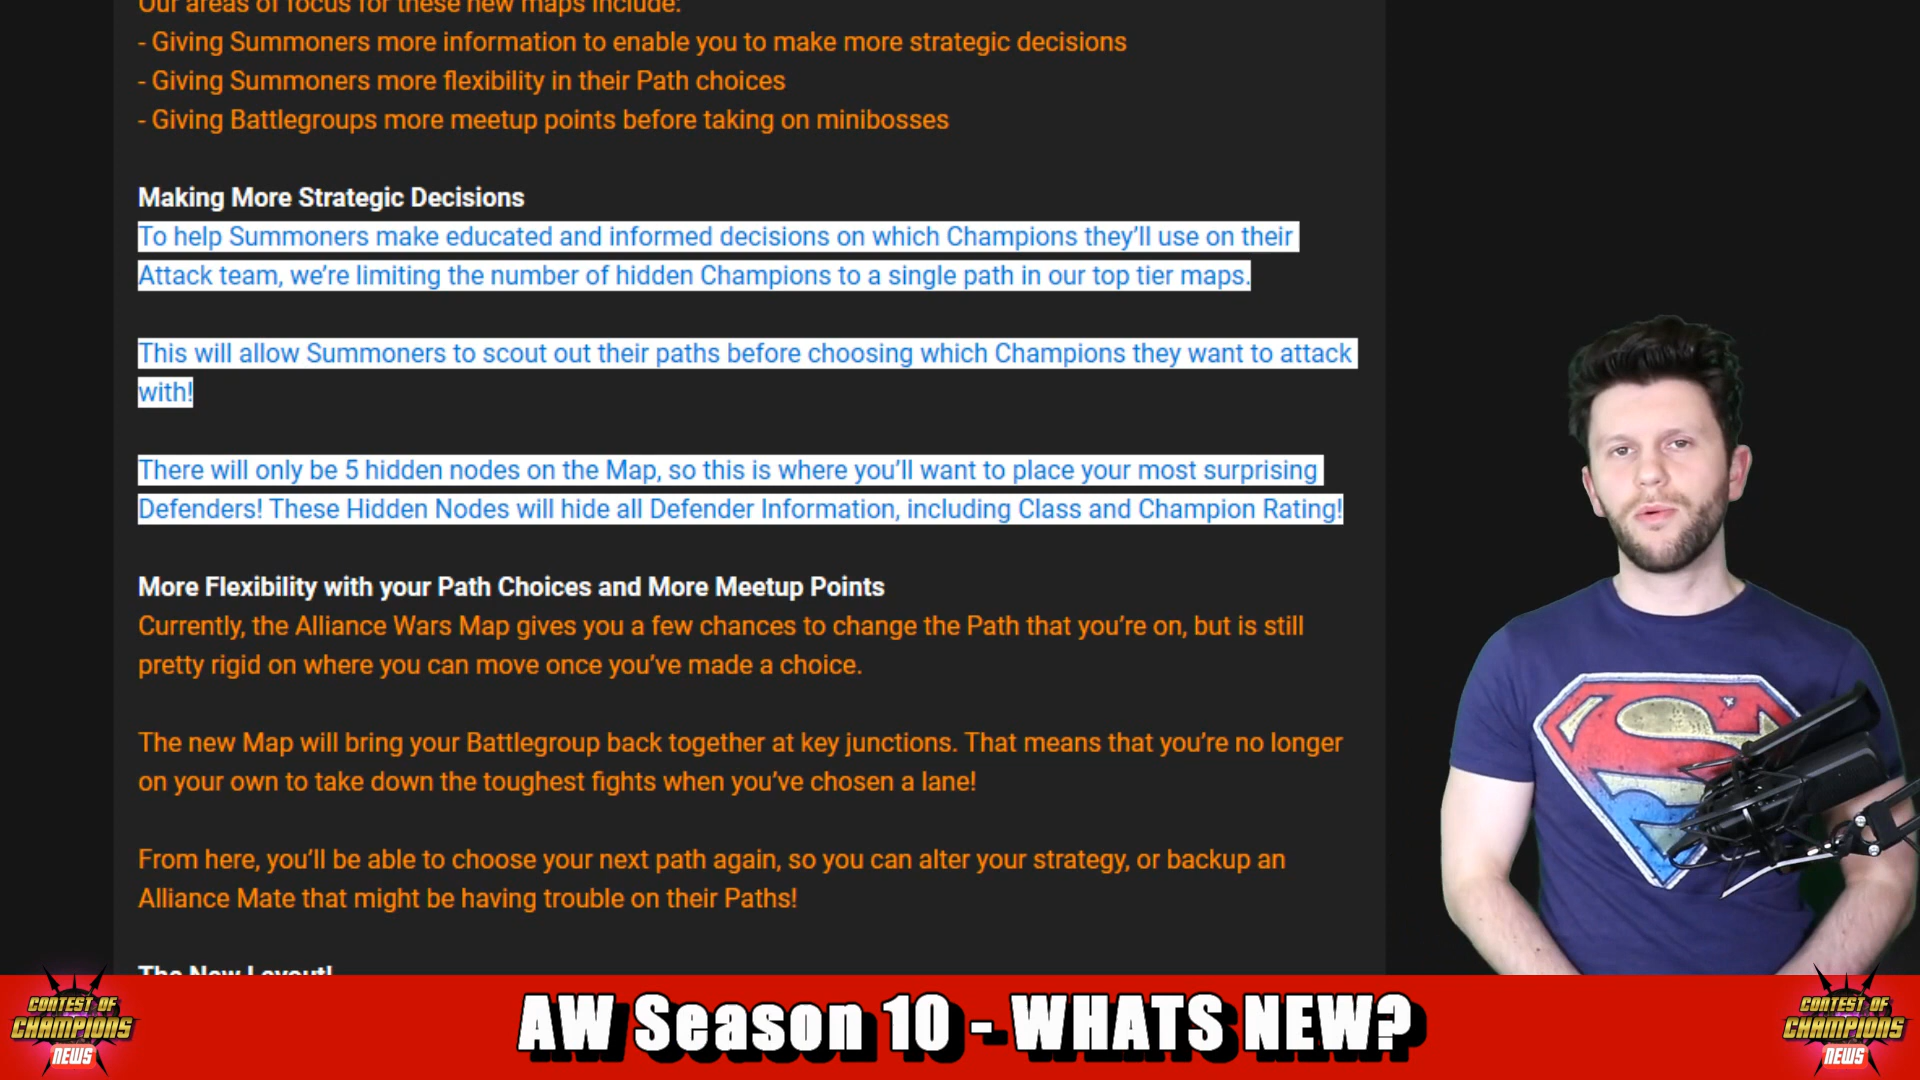 Our areas of focus for these new maps include:
- Giving Summoners more information to enable you to make more strategic decisions
- Giving Summoners more flexibility in their Path choices
- Giving Battlegroups more meetup points before taking on minibosses
Making More Strategic Decisions
To help Summoners make educated and informed decisions on which Champions they’ll use on their
Attack team, we’re limiting the number of hidden Champions to a single path in our top tier maps.
This will allow Summoners to scout out their paths before choosing which Champions they want to attack
with!
There will only be 5 hidden nodes on the Map, so this is where you’ll want to place your most surprising
Defenders! These Hidden Nodes will hide all Defender Information, including Class and Champion Rating!
More Flexibility with your Path Choices and More Meetup Points
Currently, the Alliance Wars Map gives you a few chances to change the Path that you’re on, but is still
pretty rigid on where you can move once you’ve made a choice.
The new Map will bring your Battlegroup back together at key junctions. That means that you’re no longer
on your own to take down the toughest fights when you’ve chosen a lane!
From here, you’ll be able to choose your next path again, so you can alter your strategy, or backup an
Alliance Mate that might be having trouble on their Paths!
The New Layout!
CONTEST OF
CHAMPIONS
NEWS
AW Season 10 - WHATS NEW?
CONTEST OF
CHAMPIONS
NEWS